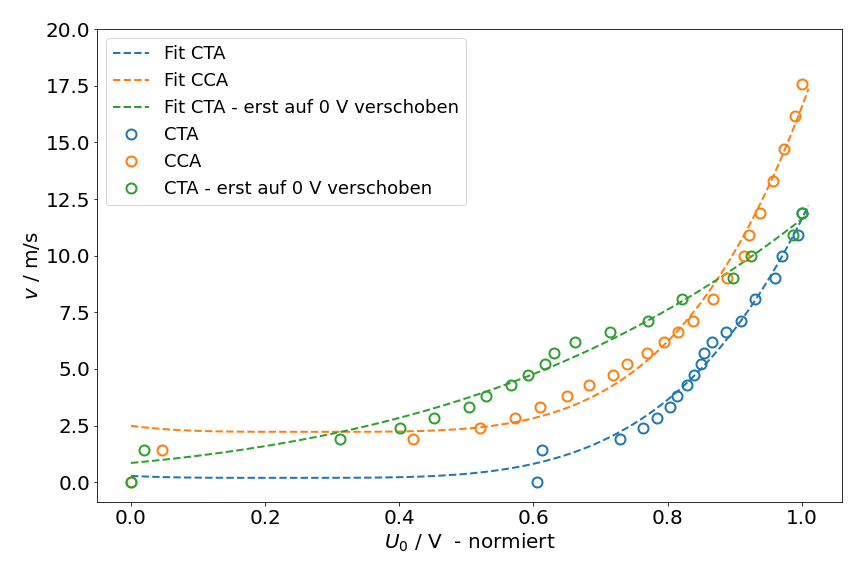 20.0
17.5
15.0
12.5
10.0
7.5
5.0
2.5
0.0
v / m/s
Fit CTA
Fit CCA
Fit CTA - erst auf 0 V verschoben
CTA
CCA
CTA - erst auf 0 V verschoben
0.0 0.2 0.4 0.6 0.8 1.0
U₀ / V - normiert